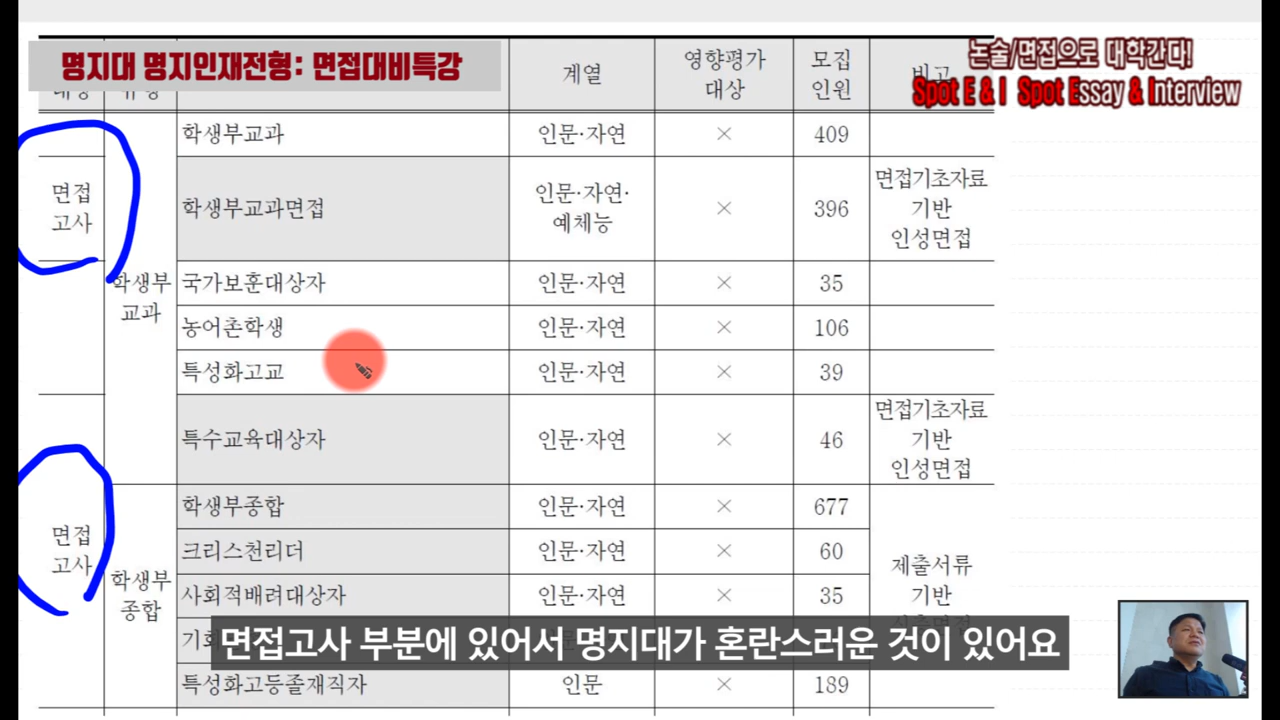 명지대 명지인재전형: 면접대비특강
논술/면접으로 대학간다!
Spot E & I Spot Essay & Interview
계열
영향평가
대상
모집
인원
비고
학생부교과 인문·자연 × 409
면접
고사
학생부교과면접
인문·자연·
예체능
×
396
면접기초자료
기반
인성면접
학생부
교과
국가보훈대상자 인문·자연 × 35
농어촌학생 인문·자연 × 106
특성화고교 인문·자연 × 39
특수교육대상자 인문·자연 × 46
면접기초자료
기반
인성면접
면접
고사
학생부
종합
학생부종합 인문·자연 × 677
크리스천리더 인문·자연 × 60
사회적배려대상자 인문·자연 × 35
제출서류
기반
특성화고등졸재직자 인문 × 189
면접고사 부분에 있어서 명지대가 혼란스러운 것이 있어요